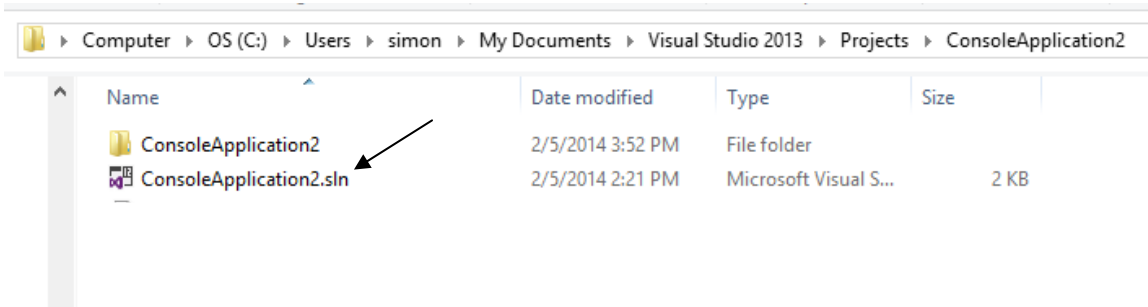 Computer OS (C:) Users simon My Documents Visual Studio 2013 Projects ConsoleApplication2
Name Date modified Type Size
ConsoleApplication2 2/5/2014 3:52 PM File folder
ConsoleApplication2.sln 2/5/2014 2:21 PM Microsoft Visual S... 2 KB